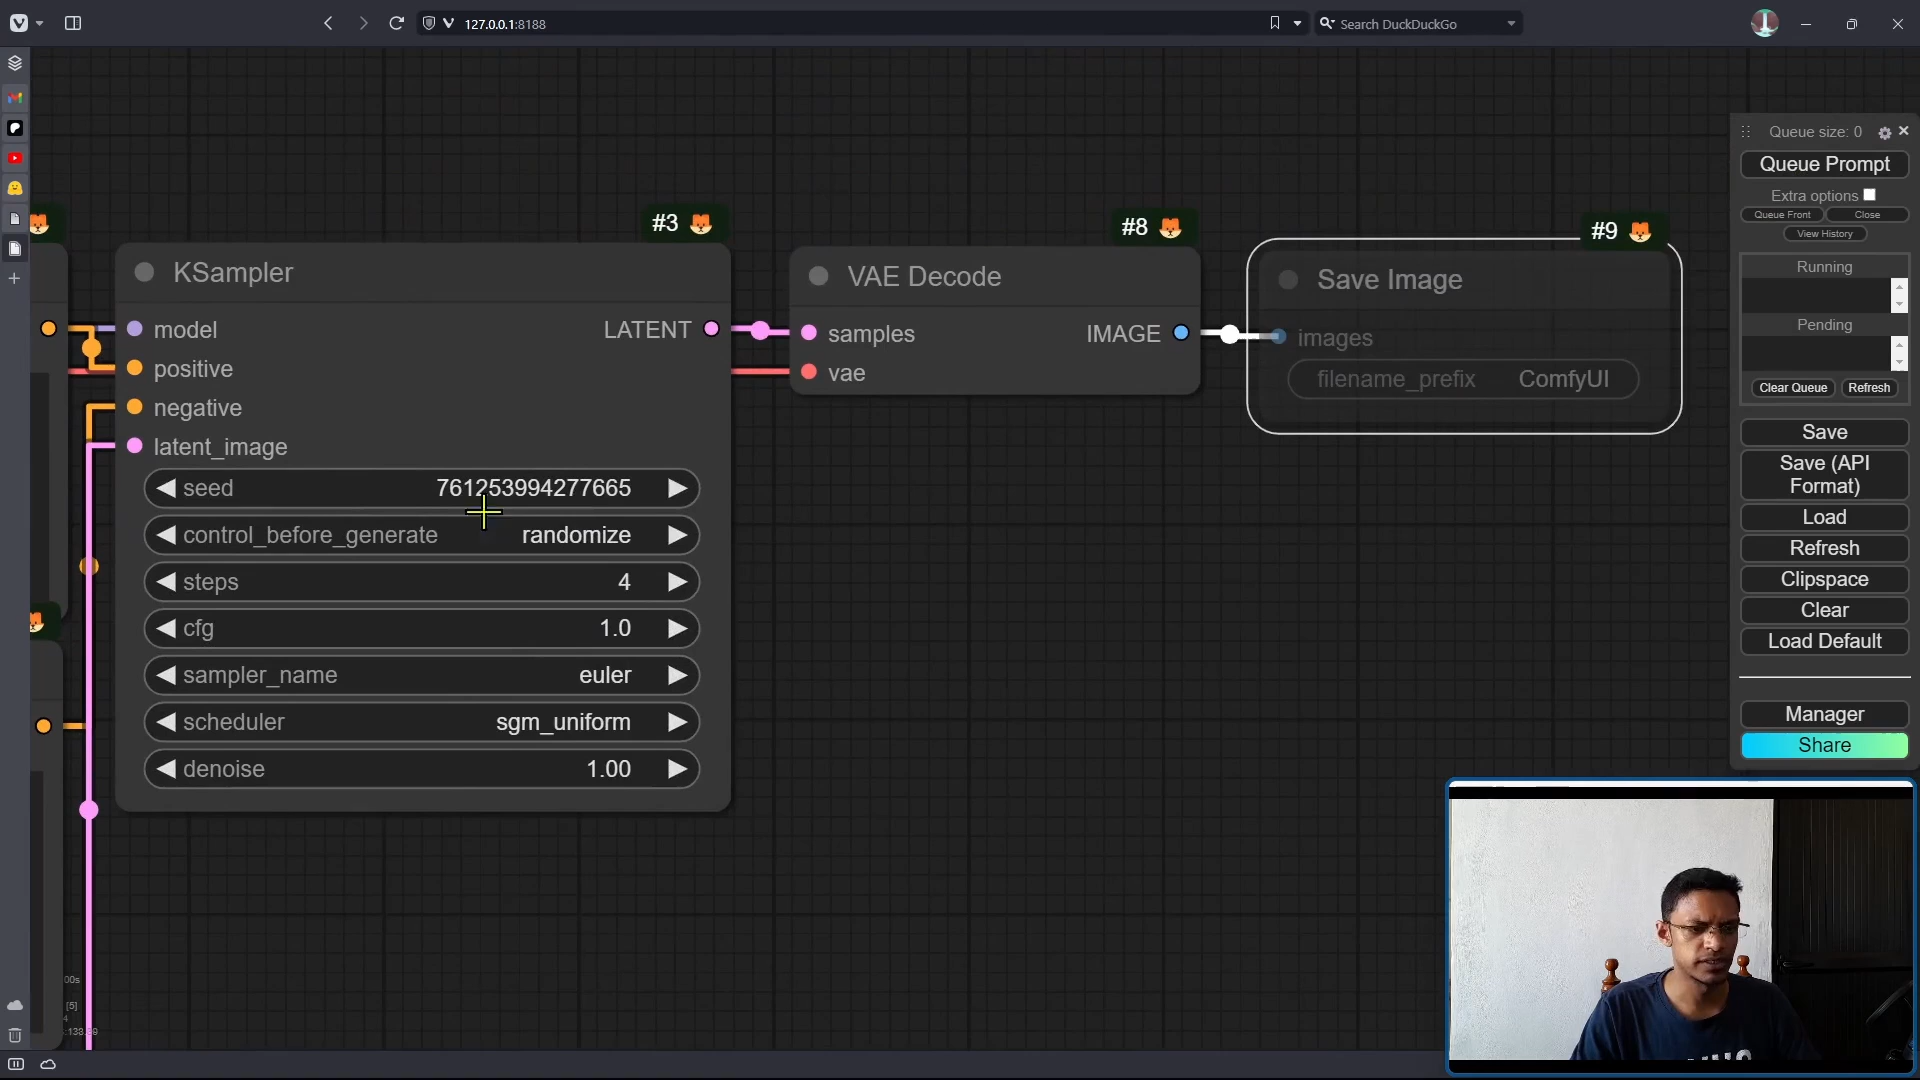 127.0.0.1:8188
Search DuckDuckGo
Queue size: 0
Queue Prompt
Extra options
Queue Front
Close
View History
Running
Pending
Clear Queue
Refresh
Save
Save (API Format)
Load
Refresh
Clipspace
Clear
Load Default
Manager
Share
#3
KSampler
model
LATENT
positive
negative
latent_image
seed 761253994277665
control_before_generate randomize
steps 4
cfg 1.0
sampler_name euler
scheduler sgm_uniform
denoise 1.00
#8
VAE Decode
samples
IMAGE
vae
#9
Save Image
images
filename_prefix ComfyUI
00s
[5]
4